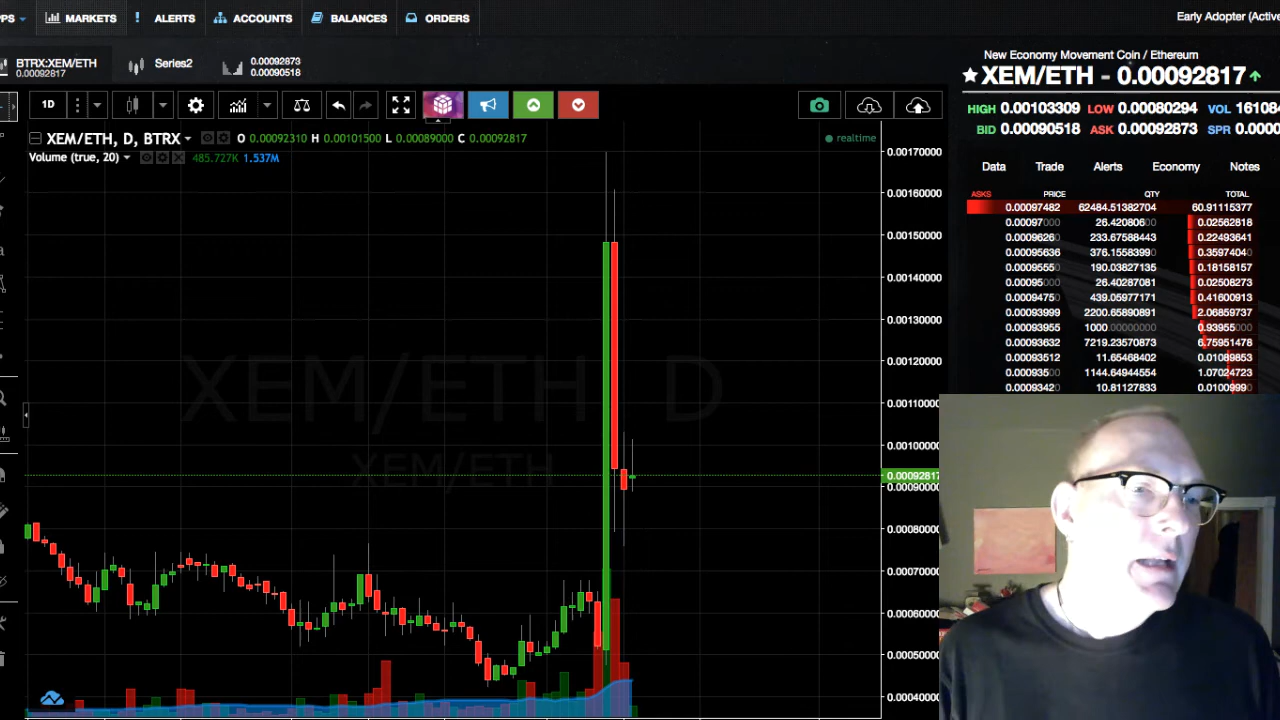 PPS MARKETS ALERTS ACCOUNTS BALANCES ORDERS
Early Adopter (Active
BTRX:XEM/ETH
0.00092817
Series2
0.00092873
0.00090518
New Economy Movement Coin / Ethereum
XEM/ETH - 0.00092817
HIGH 0.00103309 LOW 0.00080294 VOL 161084
BID 0.00090518 ASK 0.00092873 SPR 0.0000
1D
XEM/ETH, D, BTRX O 0.00092310 H 0.00101500 L 0.00089000 C 0.00092817
realtime
Volume (true, 20) 485.727K 1.537M
Data Trade Alerts Economy Notes
ASKS PRICE QTY TOTAL
0.00097482 62484.51382704 60.91115377
0.00097000 26.42080600 0.02562818
0.00096260 233.67588443 0.22493641
0.00095636 376.15583990 0.35974040
0.00095550 190.03827135 0.18158157
0.00095000 26.40287081 0.02508273
0.00094750 439.05977171 0.41600913
0.00093999 2200.65890891 2.06859737
0.00093955 1000.00000000 0.93955000
0.00093632 7219.23570873 6.75951478
0.00093512 11.65468402 0.01089853
0.00093500 1144.64944554 1.07024723
0.00093420 10.81127833 0.01009990
0.00170000
0.00160000
0.00150000
0.00140000
0.00130000
0.00120000
0.00110000
0.00100000
0.00092817
0.00090000
0.00080000
0.00070000
0.00060000
0.00050000
0.00040000
XEM/ETH D
XEM/ETH